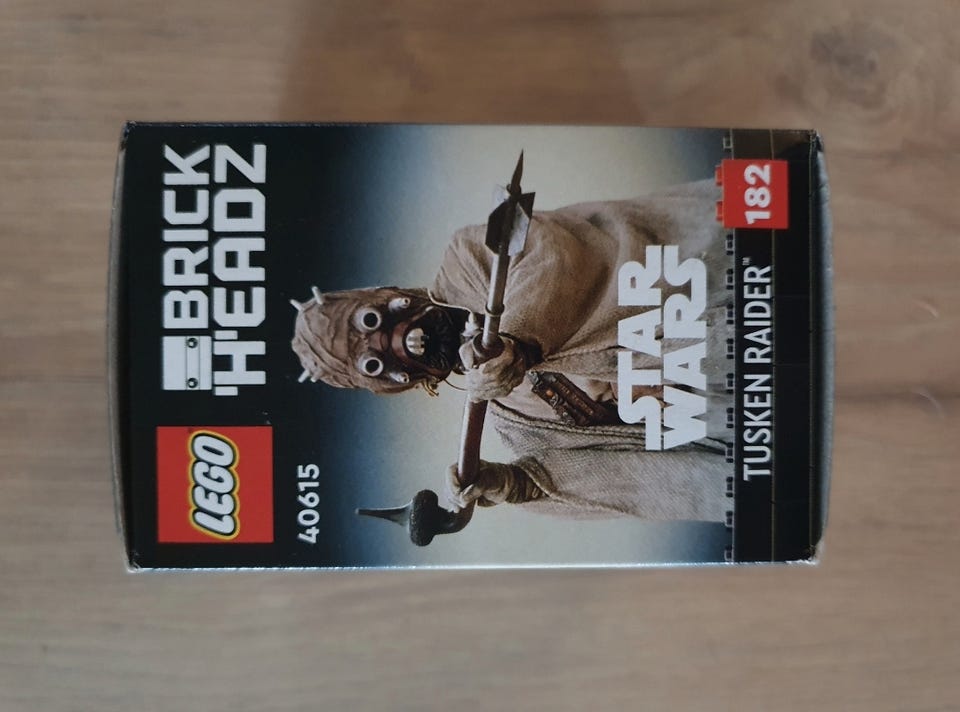 LEGO
BRICK
HEADZ
40615
STAR
WARS
TUSKEN RAIDER™
182